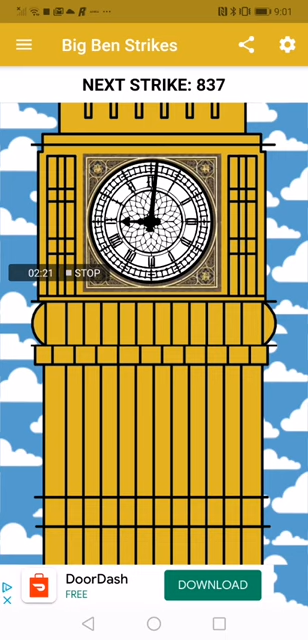 9:01
Big Ben Strikes
NEXT STRIKE: 837
02:21 STOP
DoorDash
FREE
DOWNLOAD